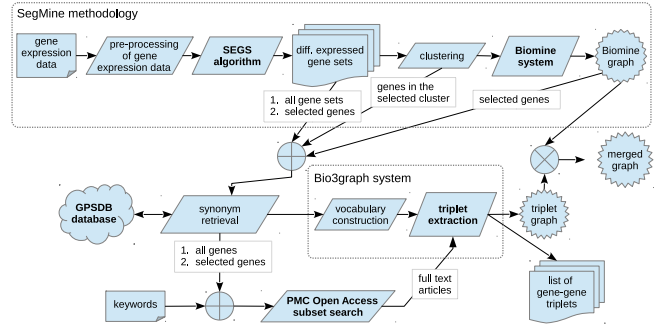 SegMine methodology
gene
expression
data
pre-processing
of gene
expression data
SEGS
algorithm
diff, expressed
gene sets
clustering
Biomine
system
Biomine
graph
1. all gene sets
2. selected genes
genes in the
selected cluster
selected genes
merged
graph
Bio3graph system
GPSDB
database
synonym
retrieval
vocabulary
construction
triplet
extraction
triplet
graph
1. all genes
2. selected genes
full text
articles
list of
gene-gene
triplets
keywords
PMC Open Access
subset search